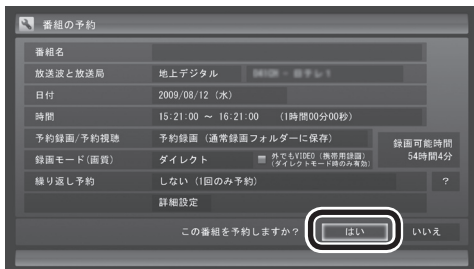 番組の予約
番組名
放送波と放送局 地上デジタル
日付 2009/08/12 (水)
時間 15:21:00 ～ 16:21:00 (1時間00分00秒)
予約録画/予約視聴 予約録画 (通常録画フォルダーに保存)
録画可能時間
54時間4分
録画モード(画質) ダイレクト 外でもVIDEO (携帯用録画)
(ダイレクトモード時のみ有効)
繰り返し予約 しない (1回のみ予約) ?
詳細設定
この番組を予約しますか? はい いいえ